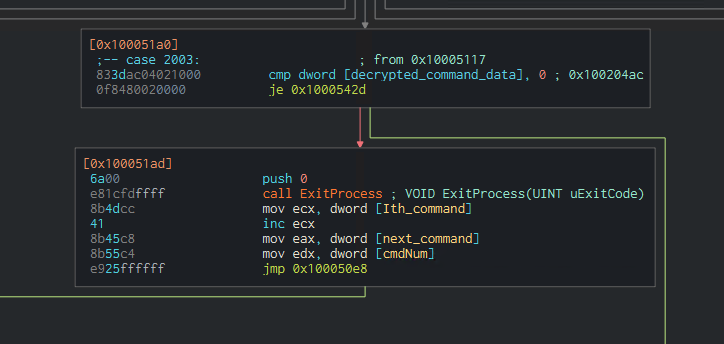 [0x100051a0]
;-- case 2003: ; from 0x10005117
833dac04021000 cmp dword [decrypted_command_data], 0 ; 0x100204ac
0f8480020000 je 0x1000542d
[0x100051ad]
6a00 push 0
e81cfdffff call ExitProcess ; VOID ExitProcess(UINT uExitCode)
8b4dcc mov ecx, dword [Ith_command]
41 inc ecx
8b45c8 mov eax, dword [next_command]
8b55c4 mov edx, dword [cmdNum]
e925ffffff jmp 0x100050e8